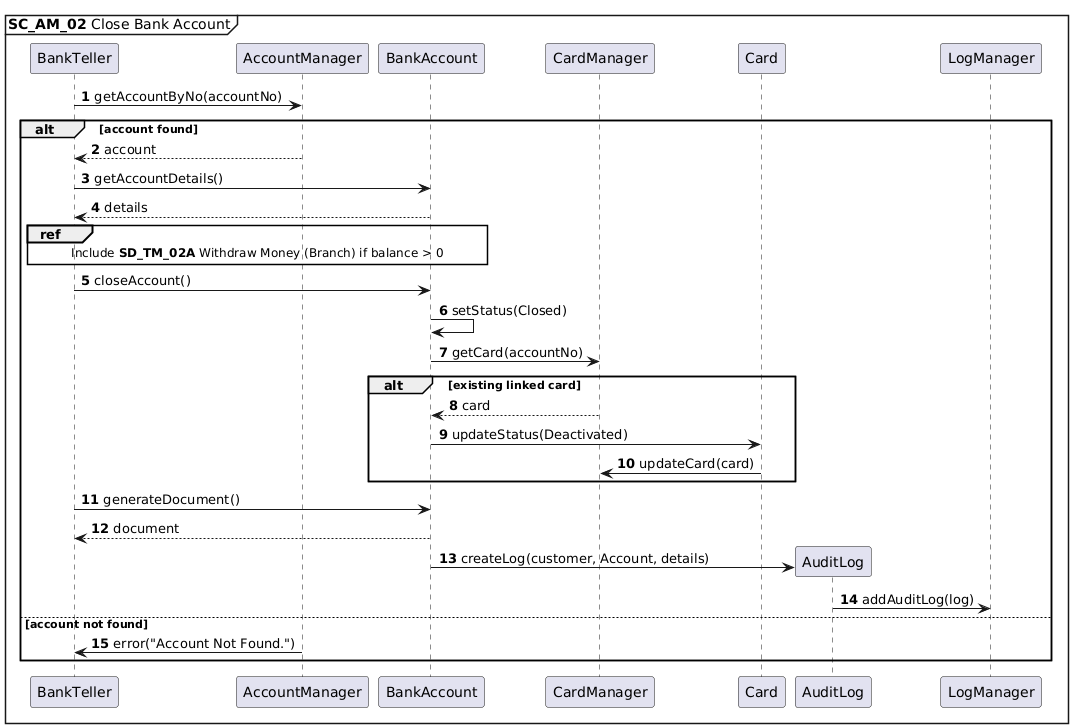 SC_AM_02 Close Bank Account
BankTeller AccountManager BankAccount CardManager Card LogManager
1 getAccountByNo(accountNo)
alt [account found]
2 account
3 getAccountDetails()
4 details
ref
Include SD_TM_02A Withdraw Money (Branch) if balance > 0
5 closeAccount()
6 setStatus(Closed)
7 getCard(accountNo)
alt [existing linked card]
8 card
9 updateStatus(Deactivated)
10 updateCard(card)
11 generateDocument()
12 document
13 createLog(customer, Account, details) AuditLog
14 addAuditLog(log)
[account not found]
15 error("Account Not Found.")
BankTeller AccountManager BankAccount CardManager Card AuditLog LogManager